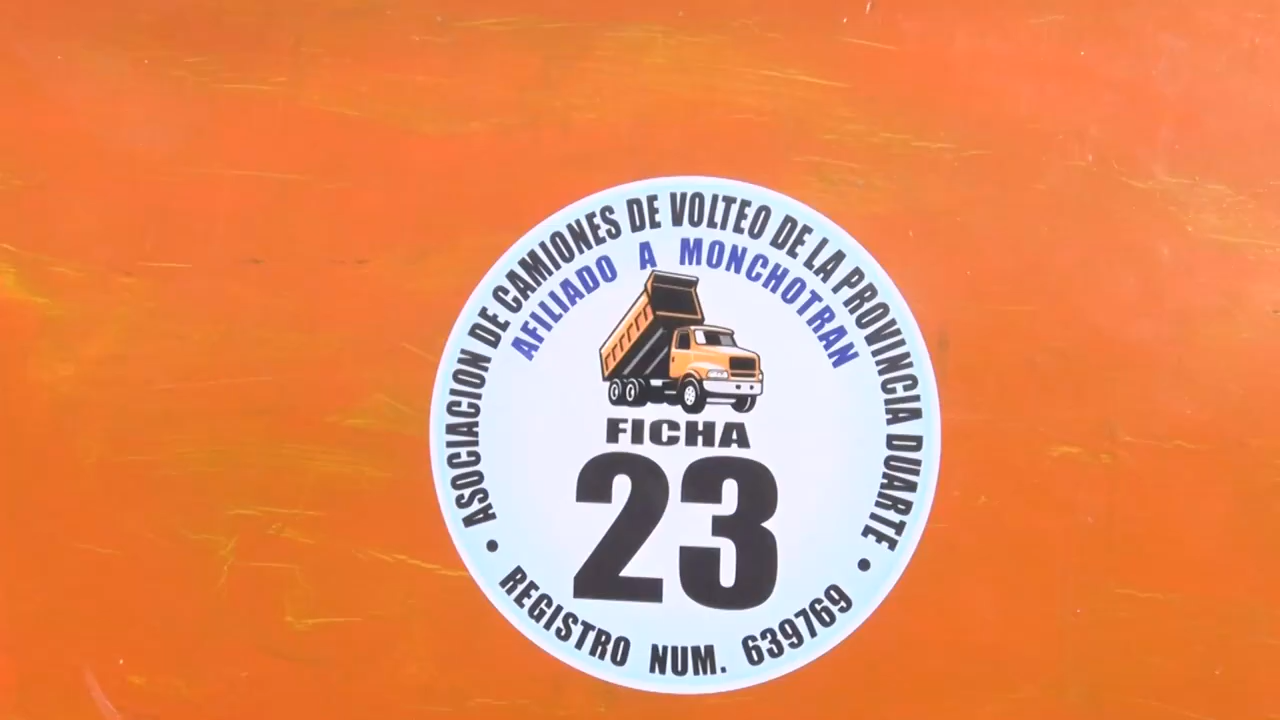 ASOCIACION DE CAMIONES DE VOLTEO DE LA PROVINCIA DUARTE
AFILIADO A MONCHOTRAN
FICHA
23
• REGISTRO NUM. 639769 •